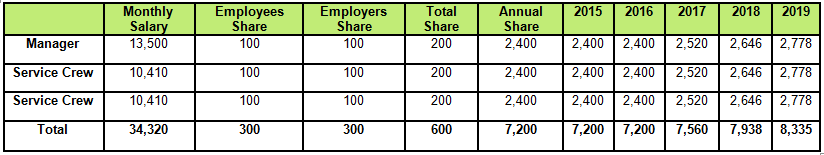 Monthly Salary Employees Share Employers Share Total Share Annual Share 2015 2016 2017 2018 2019
Manager 13,500 100 100 200 2,400 2,400 2,400 2,520 2,646 2,778
Service Crew 10,410 100 100 200 2,400 2,400 2,400 2,520 2,646 2,778
Service Crew 10,410 100 100 200 2,400 2,400 2,400 2,520 2,646 2,778
Total 34,320 300 300 600 7,200 7,200 7,200 7,560 7,938 8,335